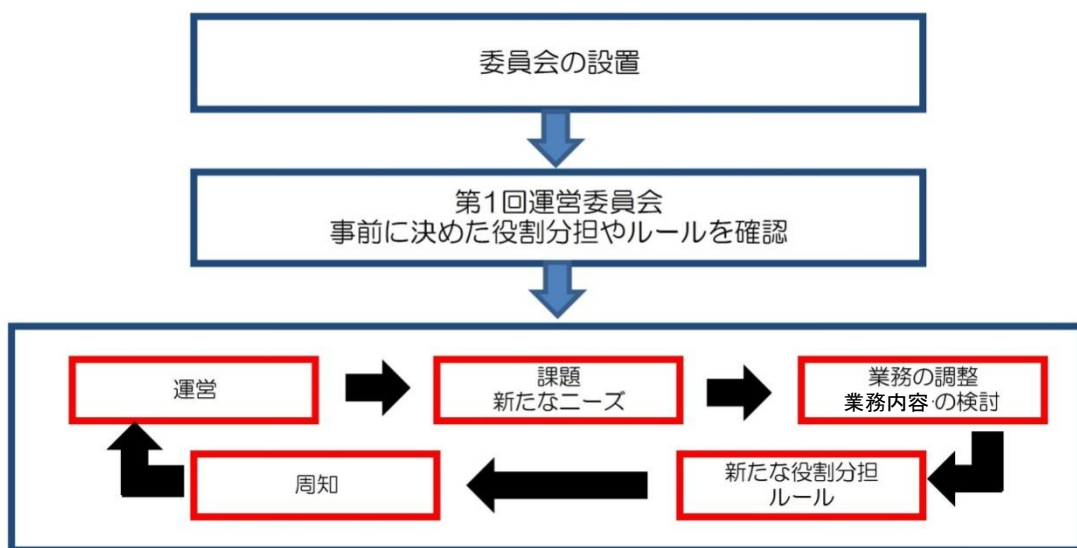 委員会の設置
第1回運営委員会
事前に決めた役割分担やルールを確認
運営
課題
新たなニーズ
業務の調整
業務内容の検討
新たな役割分担
ルール
周知